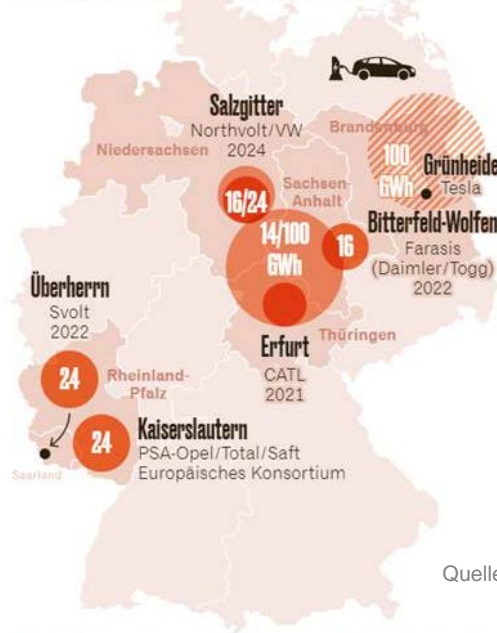 Salzgitter
Northvolt/VW
2024
Niedersachsen
Brandenburg
100
GWh
Grünheide
Tesla
16/24
Sachsen-
Anhalt
14/100
GWh
16
Bitterfeld-Wolfen
Farasis
(Daimler/Togg)
2022
Überherrn
Svolt
2022
Erfurt
CATL
2021
Thüringen
24
Rheinland-
Pfalz
24
Kaiserslautern
PSA-Opel/Total/Saft
Europäisches Konsortium
Saarland
Quelle